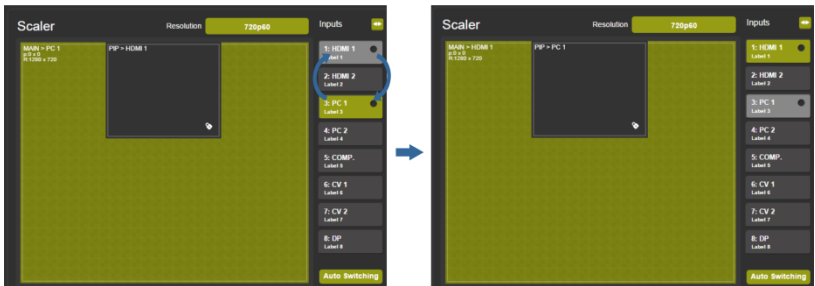 Scaler
Resolution
720p60
Inputs
MAIN > PC 1
p:0 x 0
R:1280 x 720
PIP > HDMI 1
1: HDMI 1
Label 1
2: HDMI 2
Label 2
3: PC 1
Label 3
4: PC 2
Label 4
5: COMP.
Label 5
6: CV 1
Label 6
7: CV 2
Label 7
8: DP
Label 8
Auto Switching
Scaler
Resolution
720p60
Inputs
MAIN > HDMI 1
p:0 x 0
R:1280 x 720
PIP > PC 1
1: HDMI 1
Label 1
2: HDMI 2
Label 2
3: PC 1
Label 3
4: PC 2
Label 4
5: COMP.
Label 5
6: CV 1
Label 6
7: CV 2
Label 7
8: DP
Label 8
Auto Switching